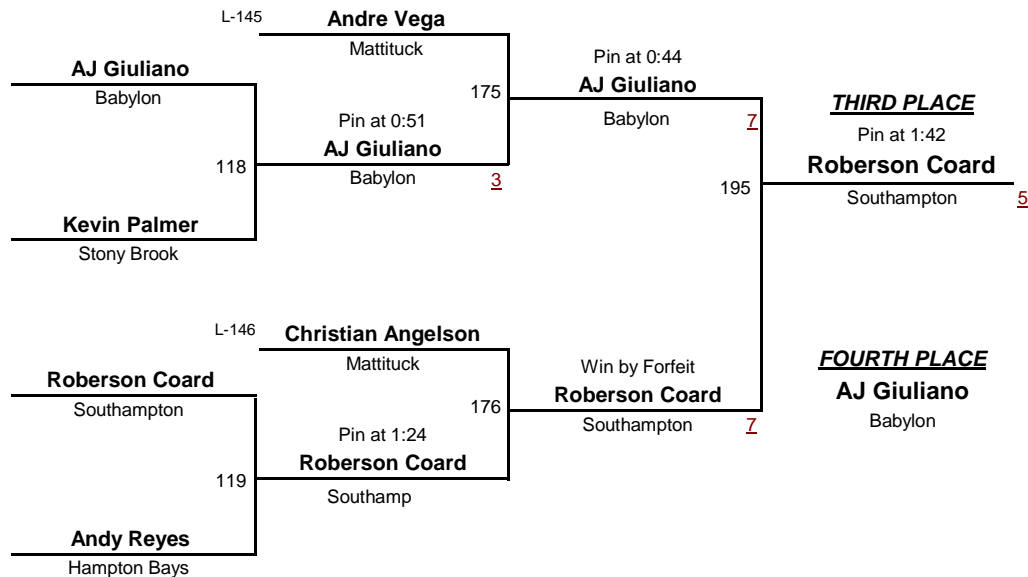 L-145
Andre Vega
Mattituck
AJ Giuliano
Babylon
175
Pin at 0:44
AJ Giuliano
Babylon
7
THIRD PLACE
Pin at 1:42
Roberson Coard
Southampton
5
118
Pin at 0:51
AJ Giuliano
Babylon
3
195
Kevin Palmer
Stony Brook
L-146
Christian Angelson
Mattituck
Roberson Coard
Southampton
176
Win by Forfeit
Roberson Coard
Southampton
7
FOURTH PLACE
AJ Giuliano
Babylon
119
Pin at 1:24
Roberson Coard
Southamp
Andy Reyes
Hampton Bays